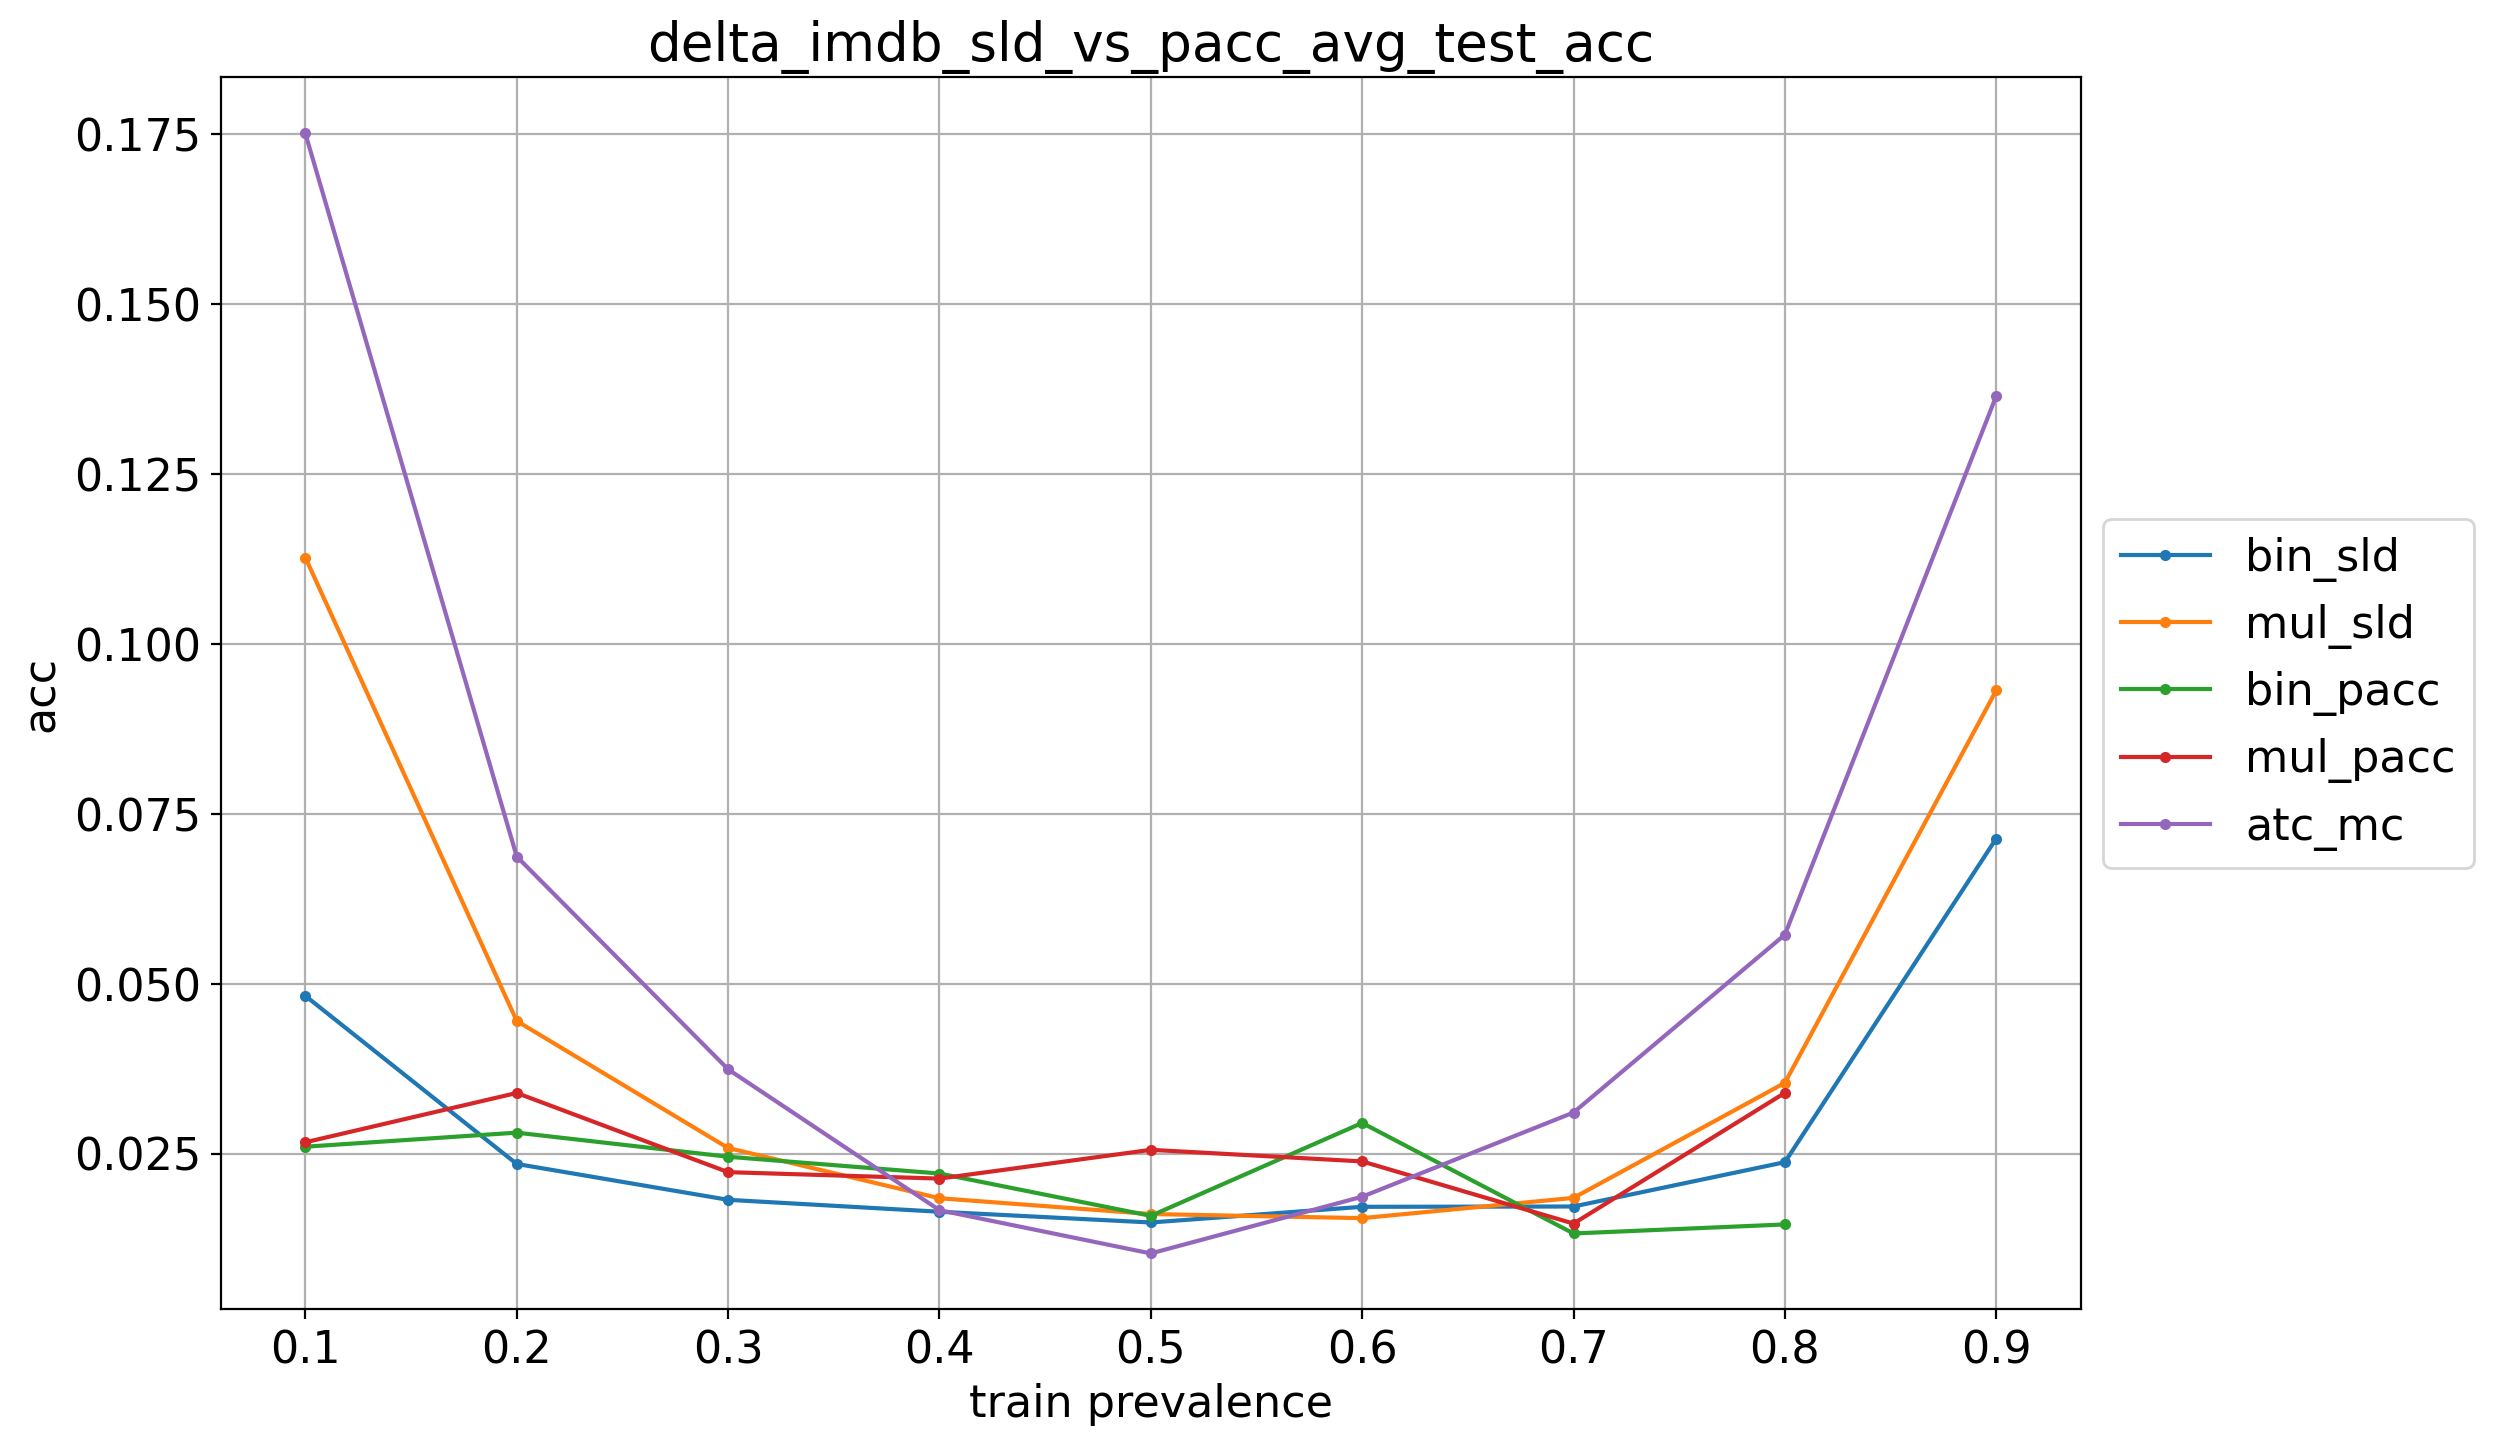 delta_imdb_sld_vs_pacc_avg_test_acc
0.175
0.150
0.125
0.100
0.075
0.050
0.025
acc
0.1 0.2 0.3 0.4 0.5 0.6 0.7 0.8 0.9
train prevalence
bin_sld
mul_sld
bin_pacc
mul_pacc
atc_mc